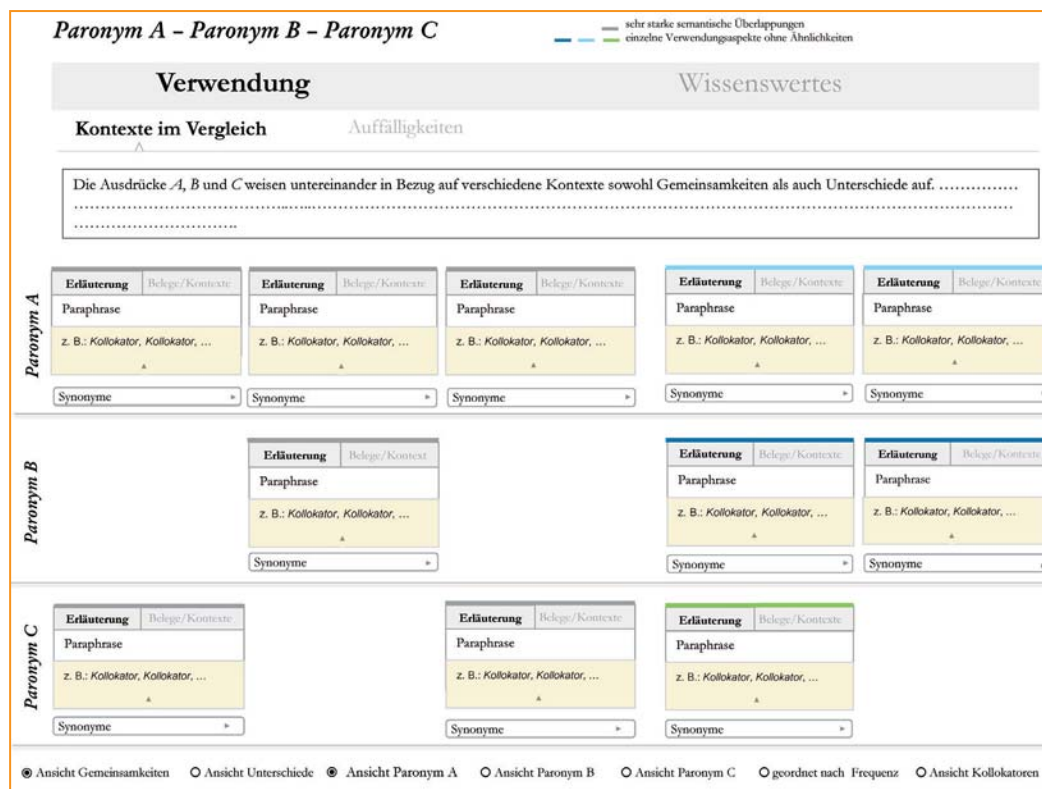 Paronym A – Paronym B – Paronym C
sehr starke semantische Überlappungen
einzelne Verwendungsaspekte ohne Ähnlichkeiten
Verwendung Wissenswertes
Kontexte im Vergleich Auffälligkeiten
Die Ausdrücke A, B und C weisen untereinander in Bezug auf verschiedene Kontexte sowohl Gemeinsamkeiten als auch Unterschiede auf. ……………
………………………………………………………………………………………………………………………………
………………………….
Paronym A
Erläuterung Belege/Kontexte Erläuterung Belege/Kontexte Erläuterung Belege/Kontexte Erläuterung Belege/Kontexte Erläuterung Belege/Kontexte
Paraphrase Paraphrase Paraphrase Paraphrase Paraphrase
z. B.: Kollokator, Kollokator, … z. B.: Kollokator, Kollokator, … z. B.: Kollokator, Kollokator, … z. B.: Kollokator, Kollokator, … z. B.: Kollokator, Kollokator, …
Synonyme Synonyme Synonyme Synonyme Synonyme
Paronym B
Erläuterung Belege/Kontext Erläuterung Belege/Kontexte Erläuterung Belege/Kontexte
Paraphrase Paraphrase Paraphrase
z. B.: Kollokator, Kollokator, … z. B.: Kollokator, Kollokator, … z. B.: Kollokator, Kollokator, …
Synonyme Synonyme Synonyme
Paronym C
Erläuterung Belege/Kontexte Erläuterung Belege/Kontexte Erläuterung Belege/Kontexte
Paraphrase Paraphrase Paraphrase
z. B.: Kollokator, Kollokator, … z. B.: Kollokator, Kollokator, … z. B.: Kollokator, Kollokator, …
Synonyme Synonyme Synonyme
Ansicht Gemeinsamkeiten Ansicht Unterschiede Ansicht Paronym A Ansicht Paronym B Ansicht Paronym C geordnet nach Frequenz Ansicht Kollokatoren